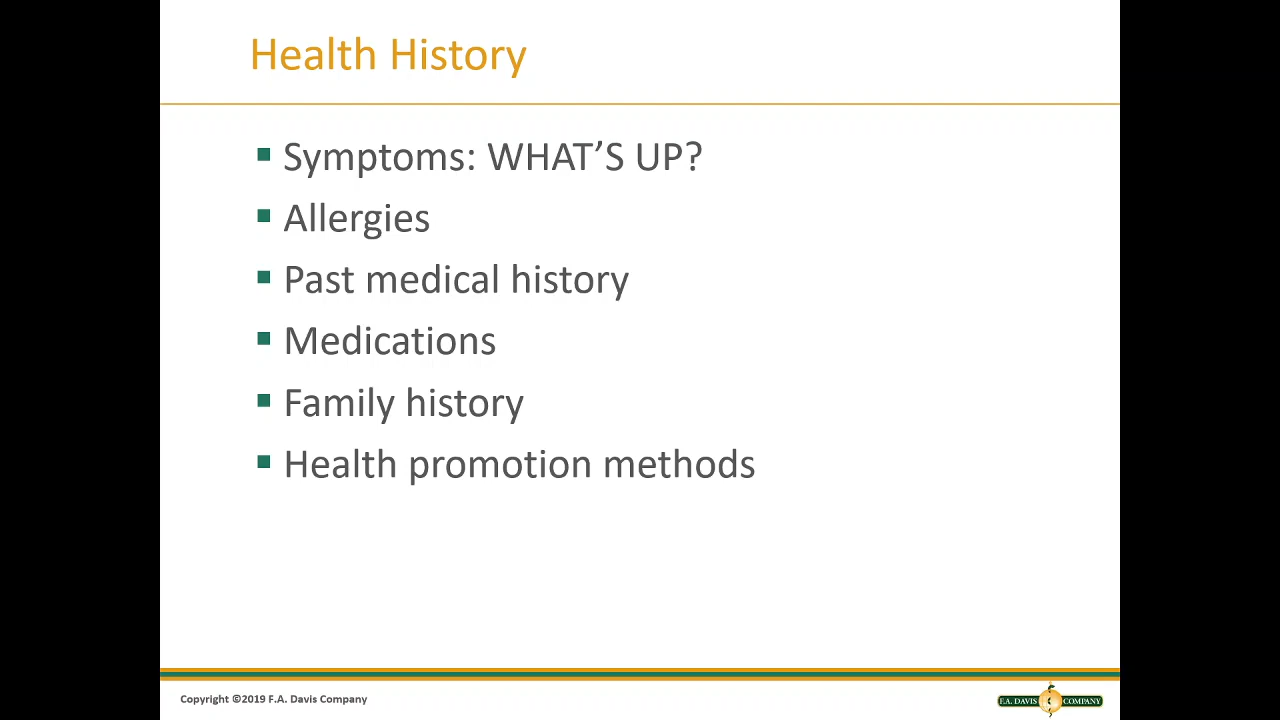 Health History
Symptoms: WHAT’S UP?
Allergies
Past medical history
Medications
Family history
Health promotion methods
Copyright ©2019 F.A. Davis Company
F.A. DAVIS COMPANY